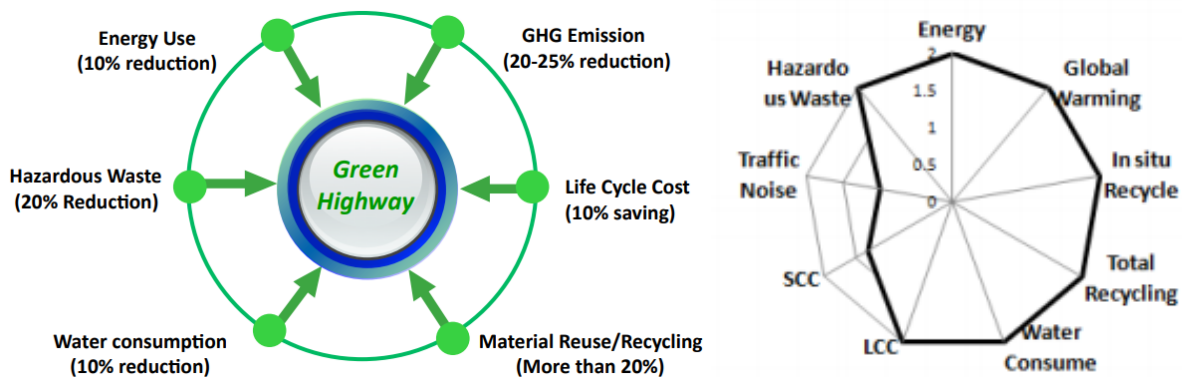 Energy Use
(10% reduction)
GHG Emission
(20-25% reduction)
Hazardous Waste
(20% Reduction)
Green
Highway
Life Cycle Cost
(10% saving)
Water consumption
(10% reduction)
Material Reuse/Recycling
(More than 20%)
Energy
2
1.5
1
0.5
0
Hazardo
us Waste
Global
Warming
Traffic
Noise
In situ
Recycle
SCC
Total
Recycling
LCC
Water
Consume